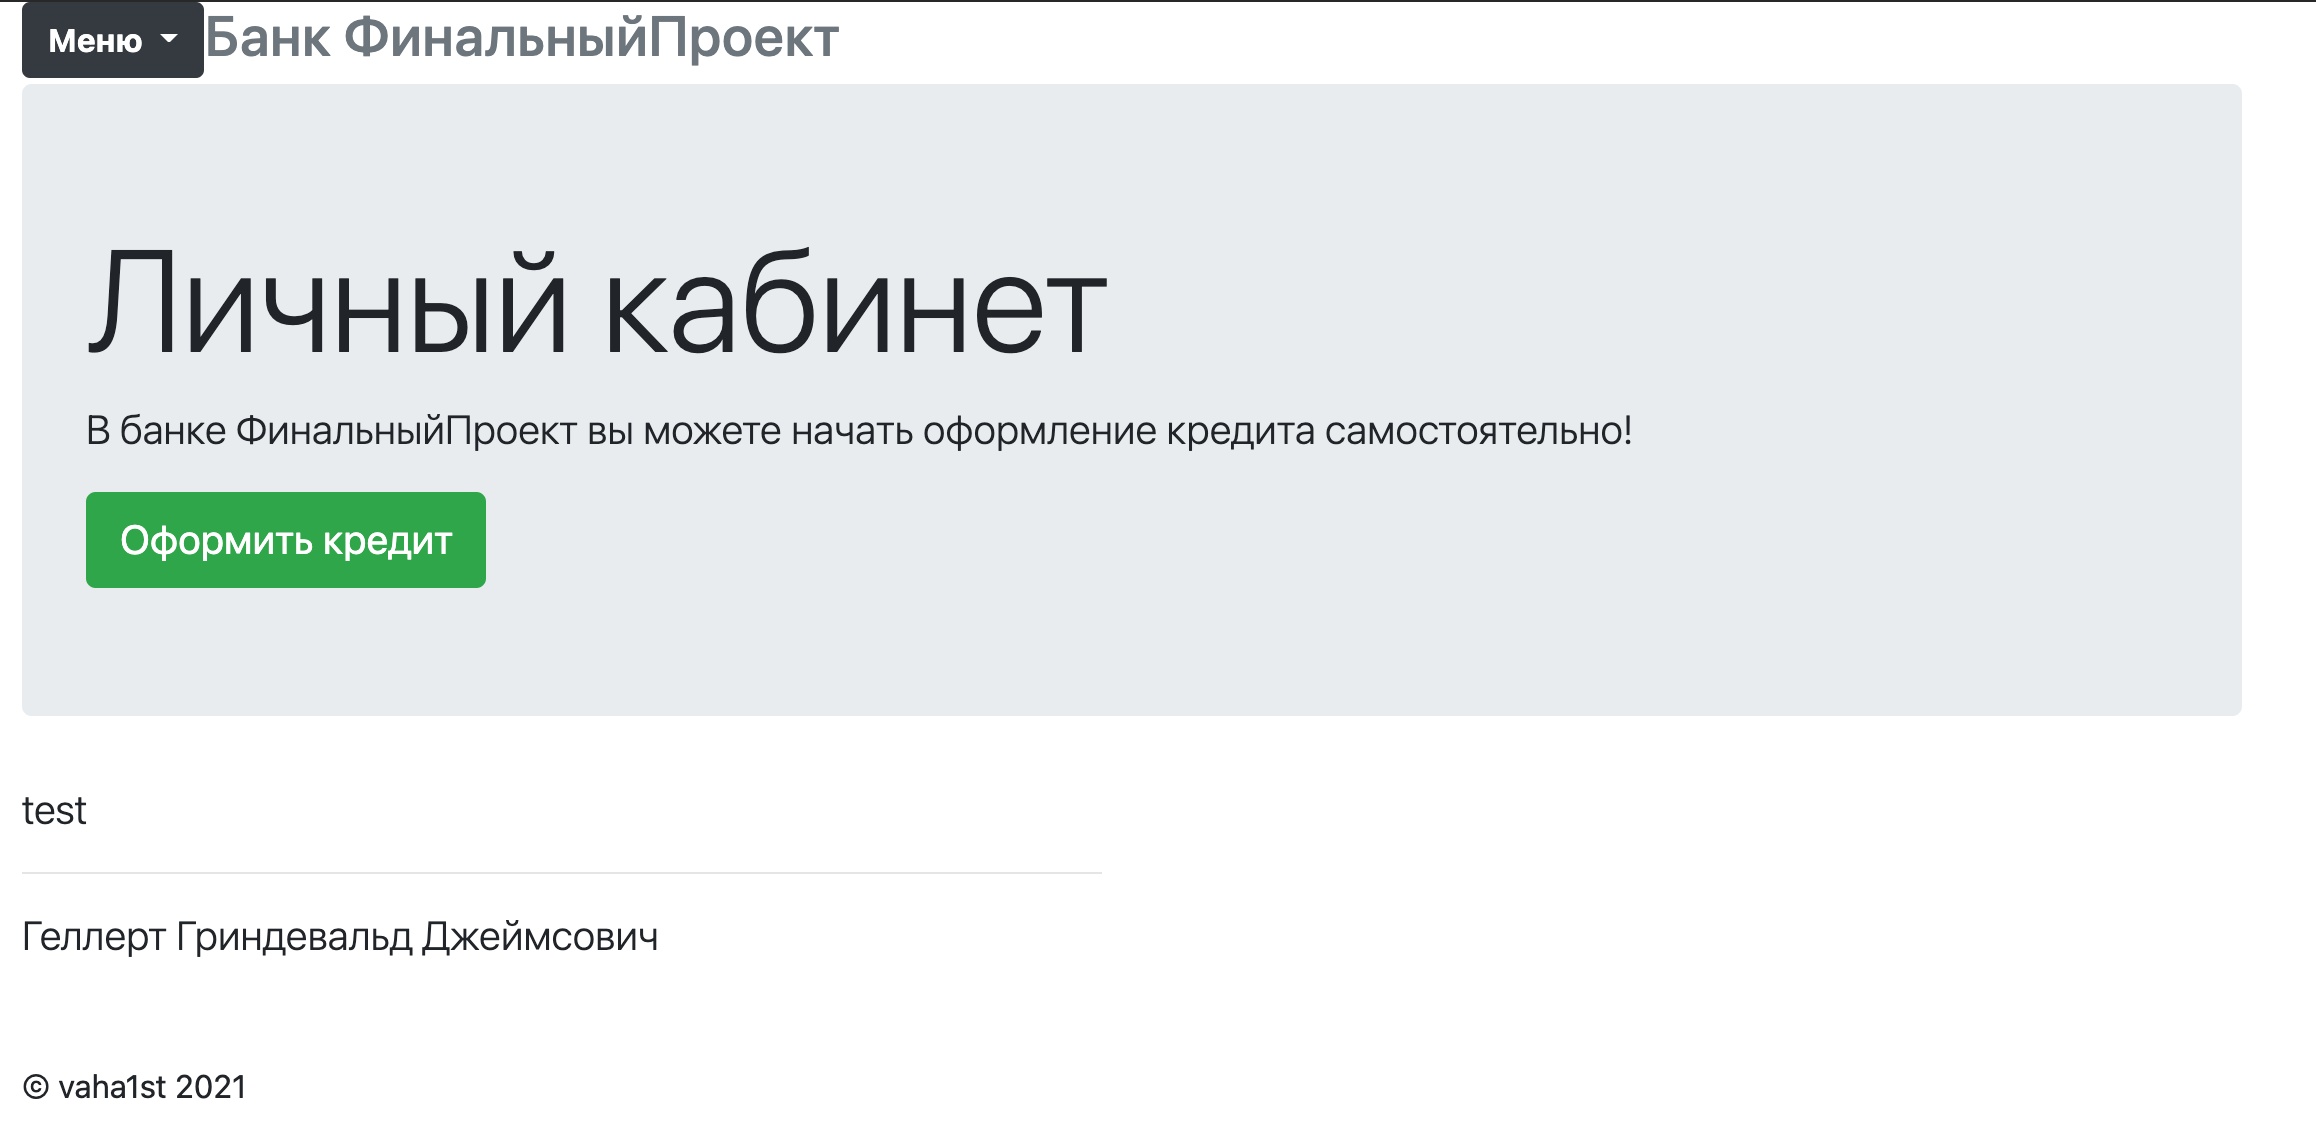 Меню Банк ФинальныйПроект
Личный кабинет
В банке ФинальныйПроект вы можете начать оформление кредита самостоятельно!
Оформить кредит
test
Геллерт Гриндевальд Джеймсович
© vaha1st 2021